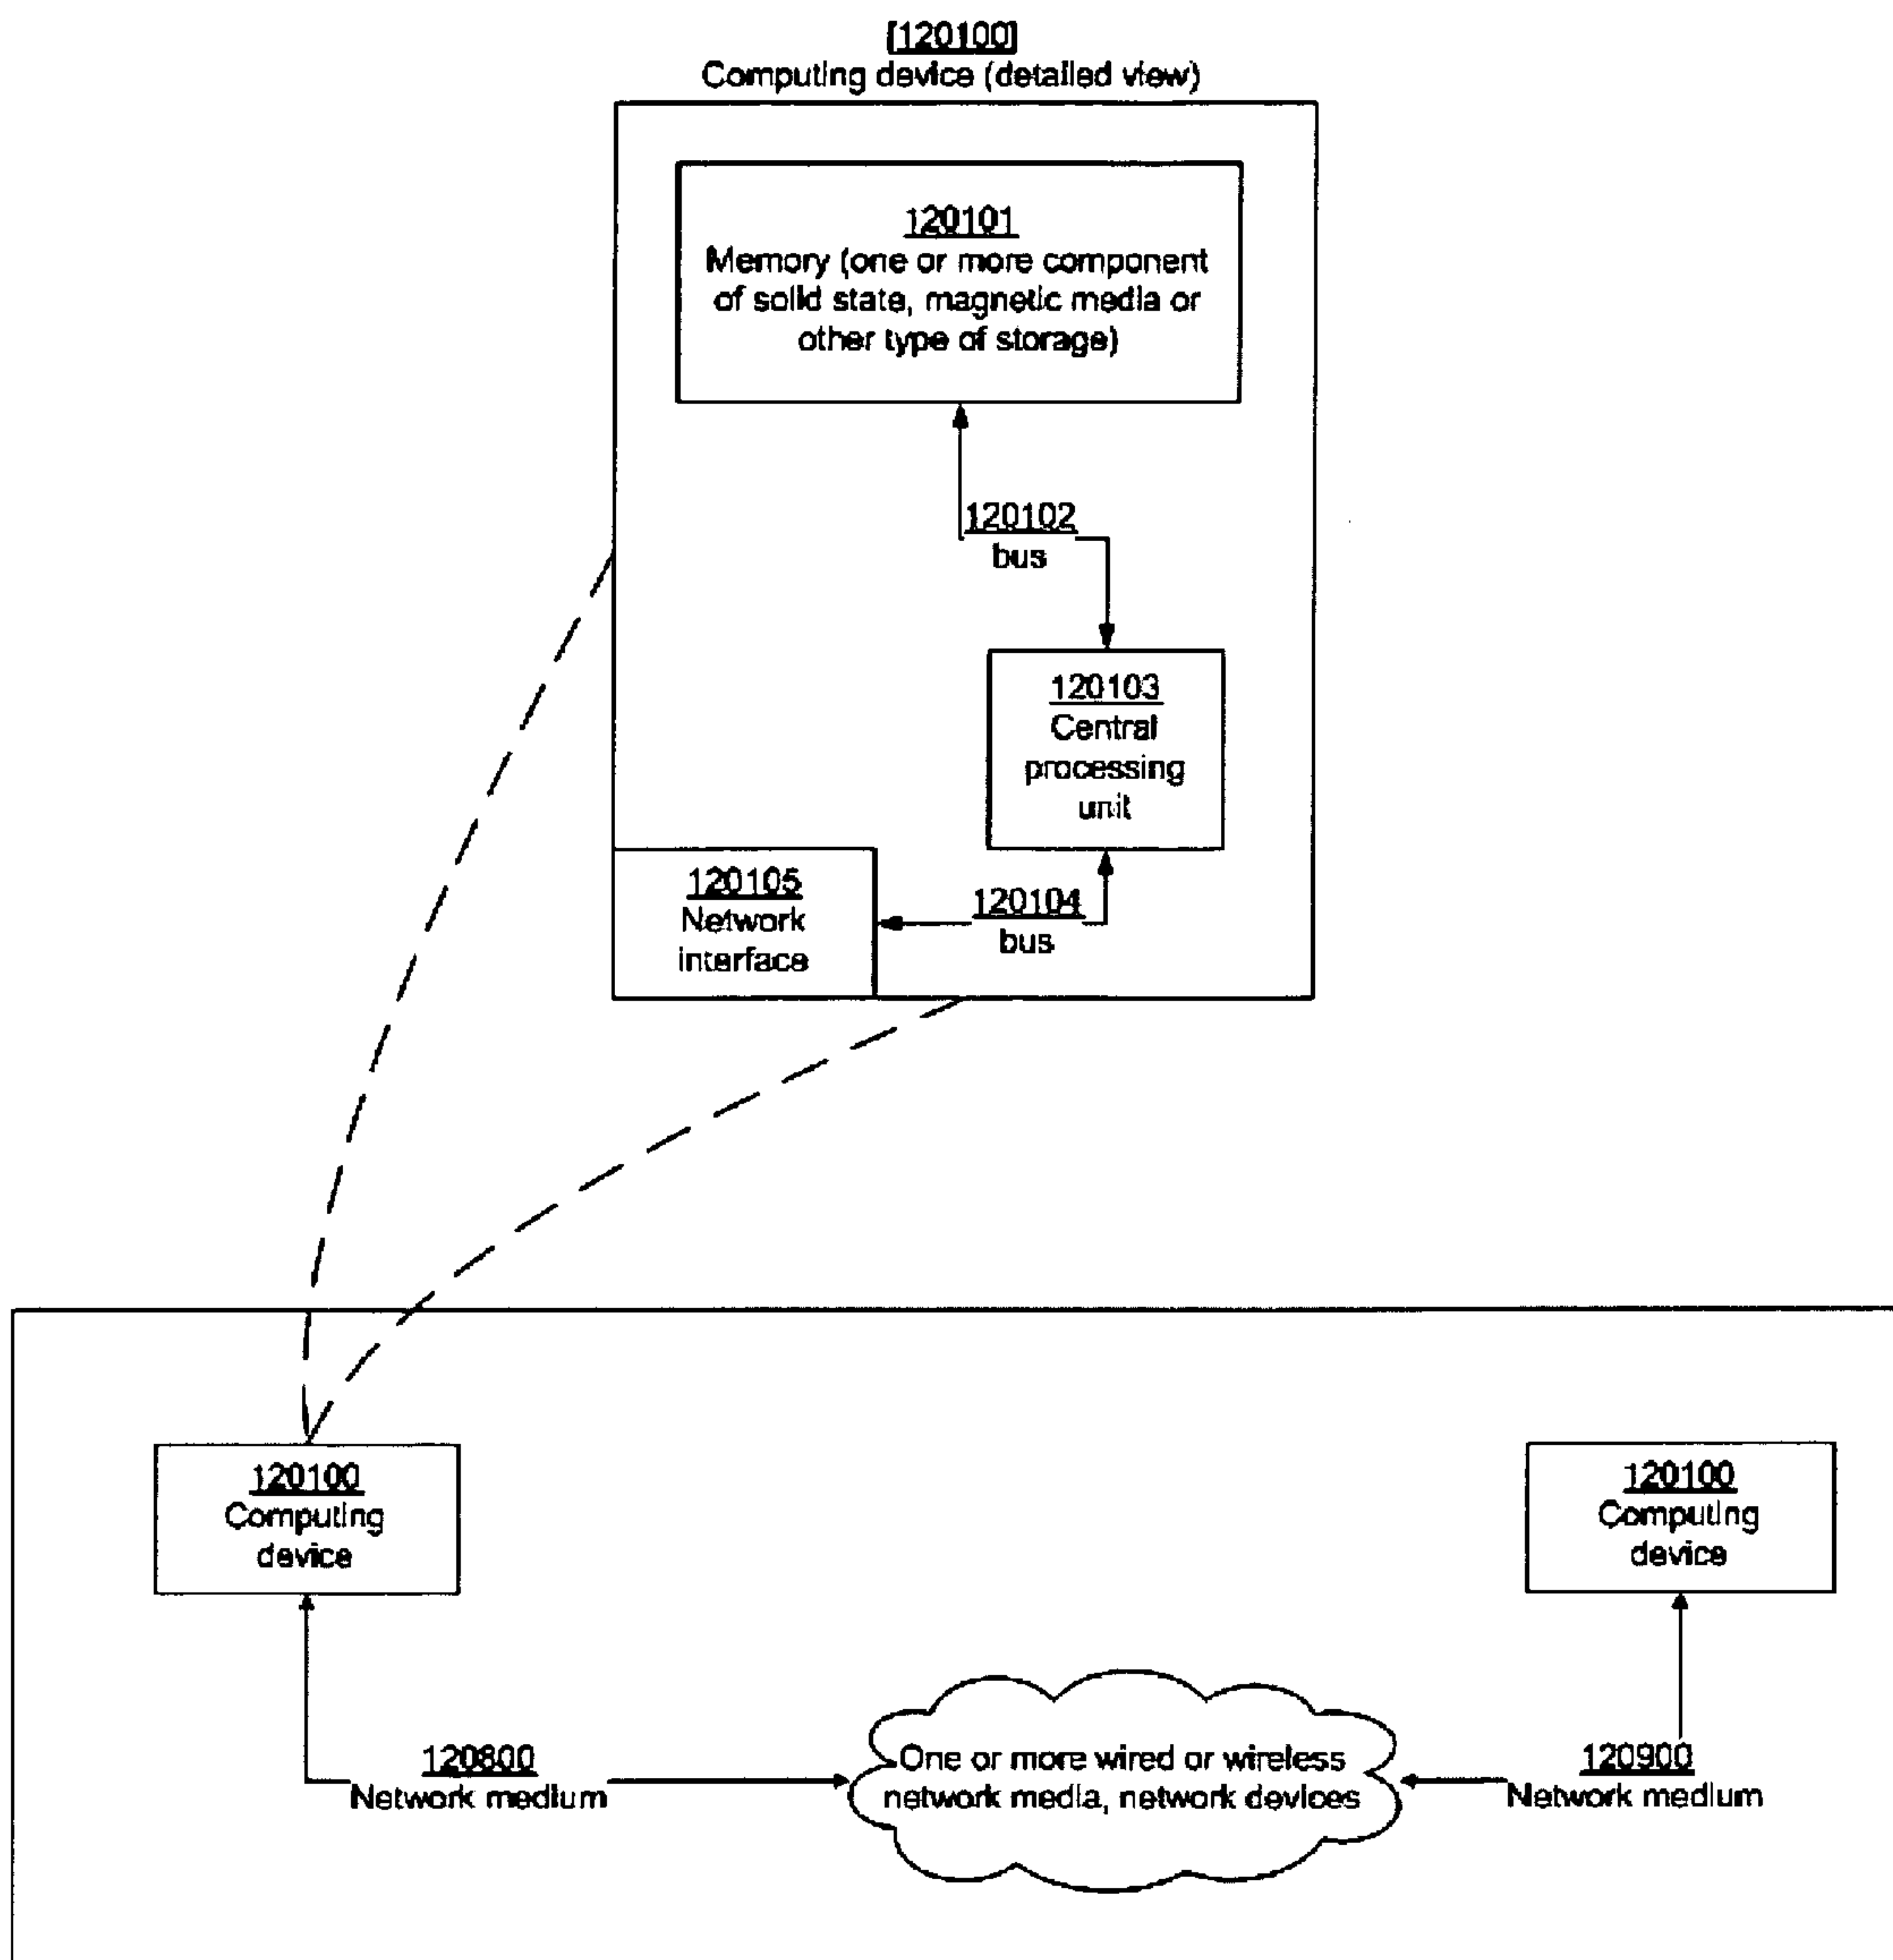 [120100]
Computing device (detailed view)
120101
Memory (one or more component
of solid state, magnetic media or
other type of storage)
120102
bus
120103
Central
processing
unit
120105
Network
interface
120104
bus
120100
Computing
device
120100
Computing
device
120800
Network medium
One or more wired or wireless
network media, network devices
120900
Network medium